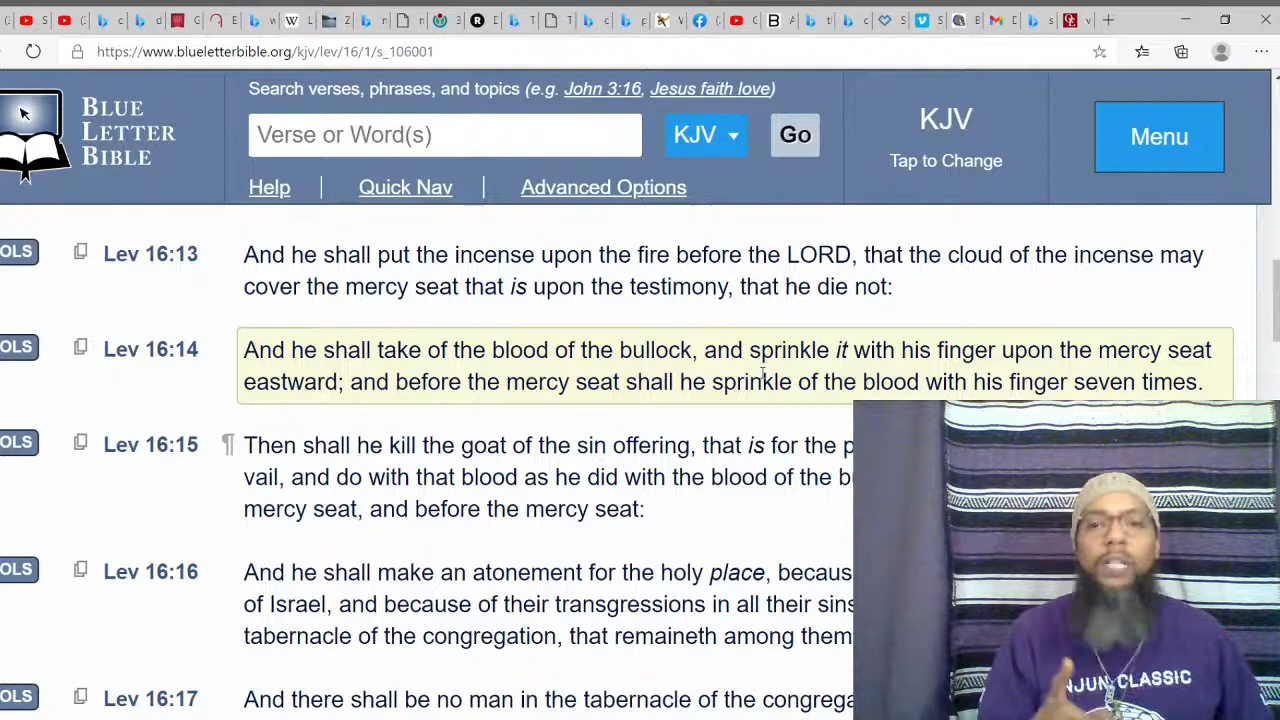 https://www.blueletterbible.org/kjv/lev/16/1/s_106001
Search verses, phrases, and topics (e.g. John 3:16, Jesus faith love)
BLUE
LETTER
BIBLE
Verse or Word(s)
KJV
Go
KJV
Tap to Change
Menu
Help | Quick Nav | Advanced Options
OLS
Lev 16:13
And he shall put the incense upon the fire before the LORD, that the cloud of the incense may
cover the mercy seat that is upon the testimony, that he die not:
OLS
Lev 16:14
And he shall take of the blood of the bullock, and sprinkle it with his finger upon the mercy seat
eastward; and before the mercy seat shall he sprinkle of the blood with his finger seven times.
OLS
Lev 16:15
¶ Then shall he kill the goat of the sin offering, that is for the p
vail, and do with that blood as he did with the blood of the b
mercy seat, and before the mercy seat:
OLS
Lev 16:16
And he shall make an atonement for the holy place, becaus
of Israel, and because of their transgressions in all their sins
tabernacle of the congregation, that remaineth among them
OLS
Lev 16:17
And there shall be no man in the tabernacle of the congrega
NJUN CLASSIC